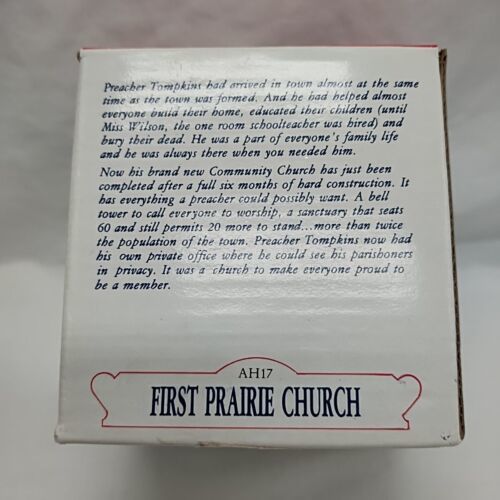 Preacher Tompkins had arrived in town almost at the same
time as the town was formed. And he had helped almost
everyone build their home, educated their children (until
Miss Wilson, the one room schoolteacher was hired) and
bury their dead. He was a part of everyone's family life
and he was always there when you needed him.
Now his brand new Community Church has just been
completed after a full six months of hard construction. It
has everything a preacher could possibly want. A bell
tower to call everyone to worship, a sanctuary that seats
60 and still permits 20 more to stand...more than twice
the population of the town. Preacher Tompkins now had
his own private office where he could see his parishoners
in privacy. It was a church to make everyone proud to
be a member.
AH17
FIRST PRAIRIE CHURCH